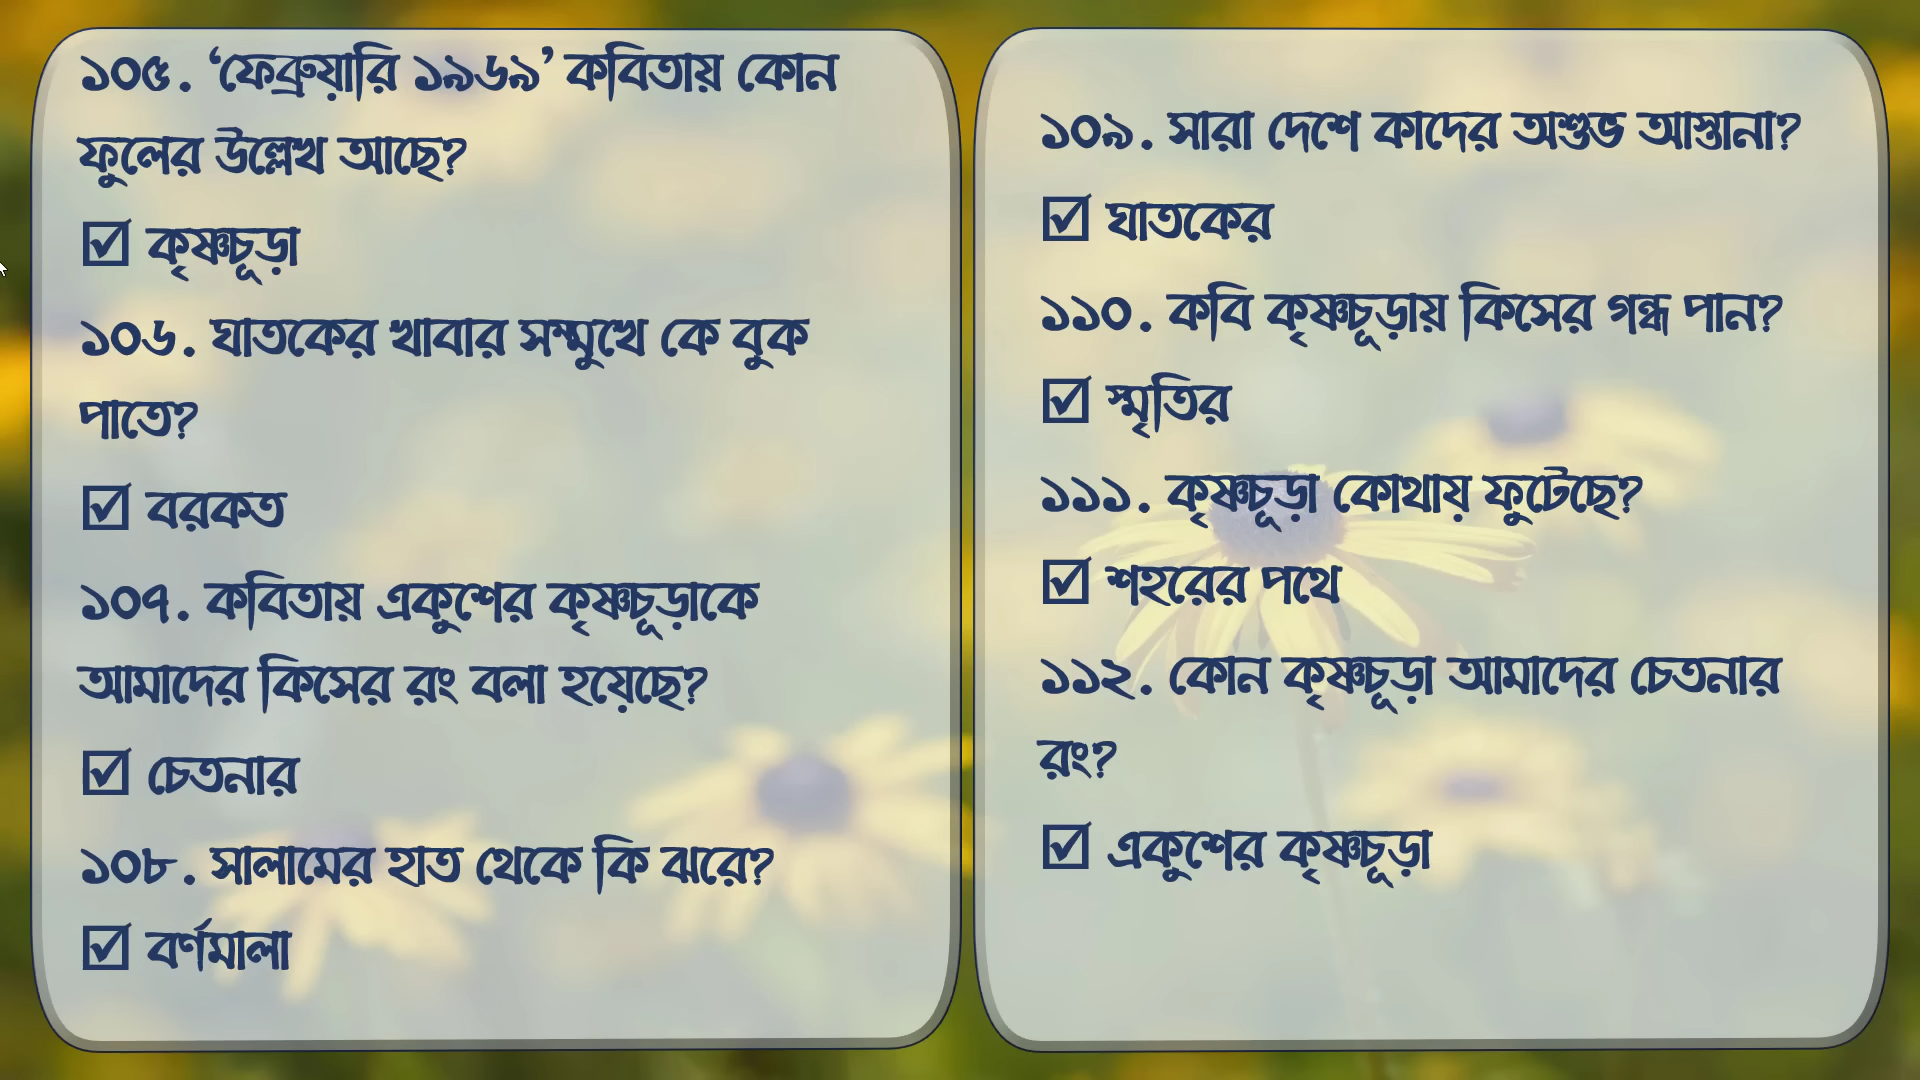 ১০৫. ‘ফেব্রুয়ারি ১৯৬৯’ কবিতায় কোন
ফুলের উল্লেখ আছে?
☑ কৃষ্ণচূড়া
১০৬. ঘাতকের খাবার সম্মুখে কে বুক
পাতে?
☑ বরকত
১০৭. কবিতায় একুশের কৃষ্ণচূড়াকে
আমাদের কিসের রং বলা হয়েছে?
☑ চেতনার
১০৮. সালামের হাত থেকে কি ঝরে?
☑ বর্ণমালা
১০৯. সারা দেশে কাদের অশুভ আস্তানা?
☑ ঘাতকের
১১০. কবি কৃষ্ণচূড়ায় কিসের গন্ধ পান?
☑ স্মৃতির
১১১. কৃষ্ণচূড়া কোথায় ফুটেছে?
☑ শহরের পথে
১১২. কোন কৃষ্ণচূড়া আমাদের চেতনার
রং?
☑ একুশের কৃষ্ণচূড়া